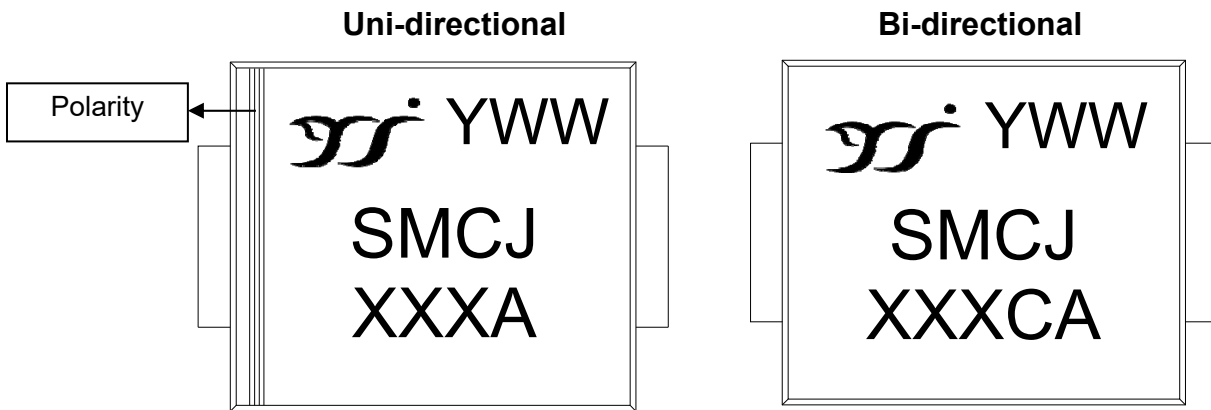 Uni-directional
Bi-directional
Polarity
YWW
SMCJ
XXXA
YWW
SMCJ
XXXCA